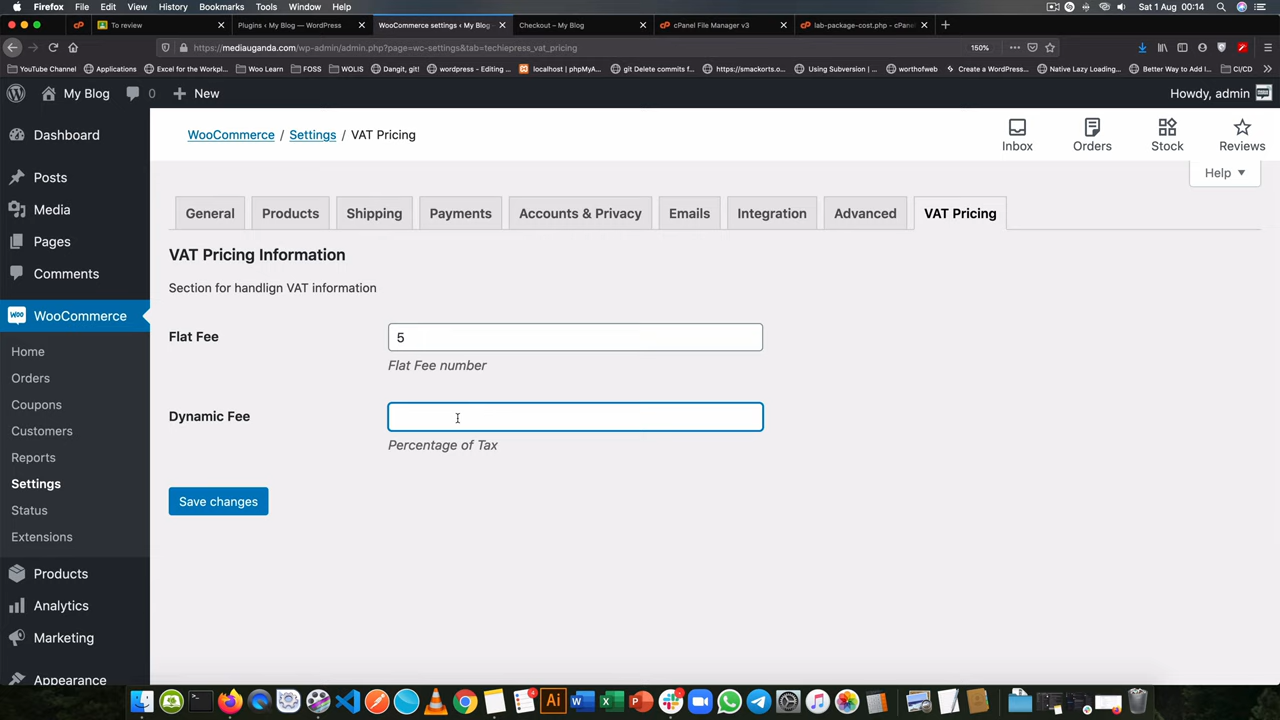 Firefox File Edit View History Bookmarks Tools Window Help Sat 1 Aug 00:14
To review
Plugins ‹ My Blog — WordPress
WooCommerce settings ‹ My Blog
Checkout – My Blog
cPanel File Manager v3
lab-package-cost.php - cPanel
https://mediauganda.com/wp-admin/admin.php?page=wc-settings&tab=techiepress_vat_pricing
150%
YouTube Channel Applications Excel for the Workpl... Woo Learn FOSS WOLIS Dangit, git! wordpress - Editing ... localhost | phpMyA... git Delete commits f... https://smackorts.o... Using Subversion |... worthofweb Create a WordPress... Native Lazy Loading... Better Way to Add I... CI/CD
My Blog 0 New Howdy, admin
Dashboard
Posts
Media
Pages
Comments
WooCommerce
Home
Orders
Coupons
Customers
Reports
Settings
Status
Extensions
Products
Analytics
Marketing
Appearance
WooCommerce / Settings / VAT Pricing
Inbox Orders Stock Reviews
Help
General Products Shipping Payments Accounts & Privacy Emails Integration Advanced VAT Pricing
VAT Pricing Information
Section for handlign VAT information
Flat Fee 5
Flat Fee number
Dynamic Fee
Percentage of Tax
Save changes